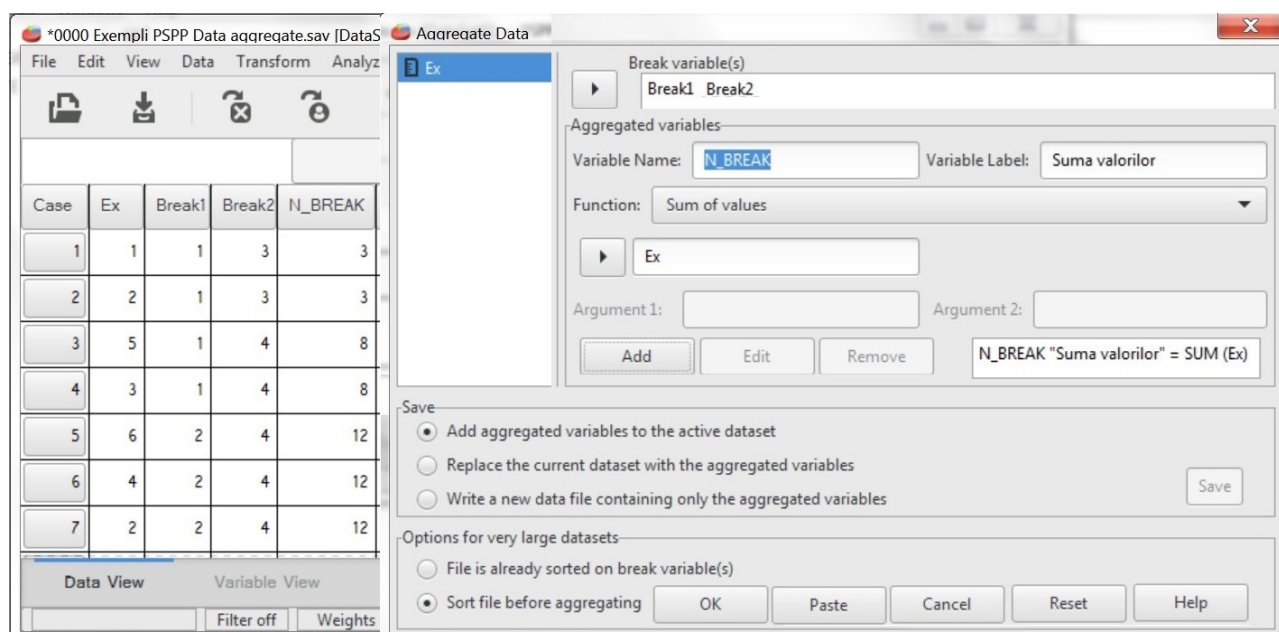 *0000 Exempli PSPP Data aggregate.sav [DataS
File Edit View Data Transform Analyz
Case Ex Break1 Break2 N_BREAK
1 1 1 3 3
2 2 1 3 3
3 5 1 4 8
4 3 1 4 8
5 6 2 4 12
6 4 2 4 12
7 2 2 4 12
Data View Variable View
Filter off Weights
Aggregate Data
Ex
Break variable(s)
Break1 Break2
Aggregated variables
Variable Name: N_BREAK Variable Label: Suma valorilor
Function: Sum of values
Ex
Argument 1: Argument 2:
Add Edit Remove N_BREAK "Suma valorilor" = SUM (Ex)
Save
Add aggregated variables to the active dataset
Replace the current dataset with the aggregated variables
Write a new data file containing only the aggregated variables
Save
Options for very large datasets
File is already sorted on break variable(s)
Sort file before aggregating OK Paste Cancel Reset Help